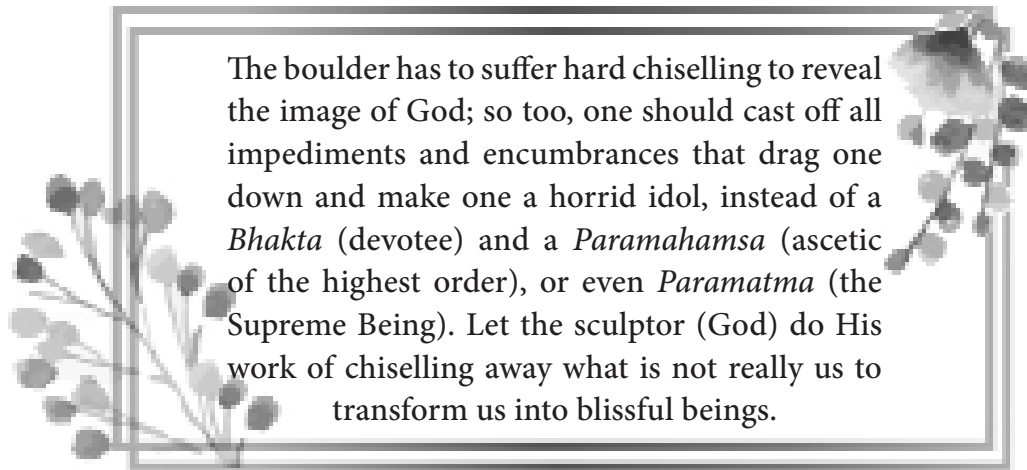 The boulder has to suffer hard chiselling to reveal
the image of God; so too, one should cast off all
impediments and encumbrances that drag one
down and make one a horrid idol, instead of a
Bhakta (devotee) and a Paramahamsa (ascetic
of the highest order), or even Paramatma (the
Supreme Being). Let the sculptor (God) do His
work of chiselling away what is not really us to
transform us into blissful beings.